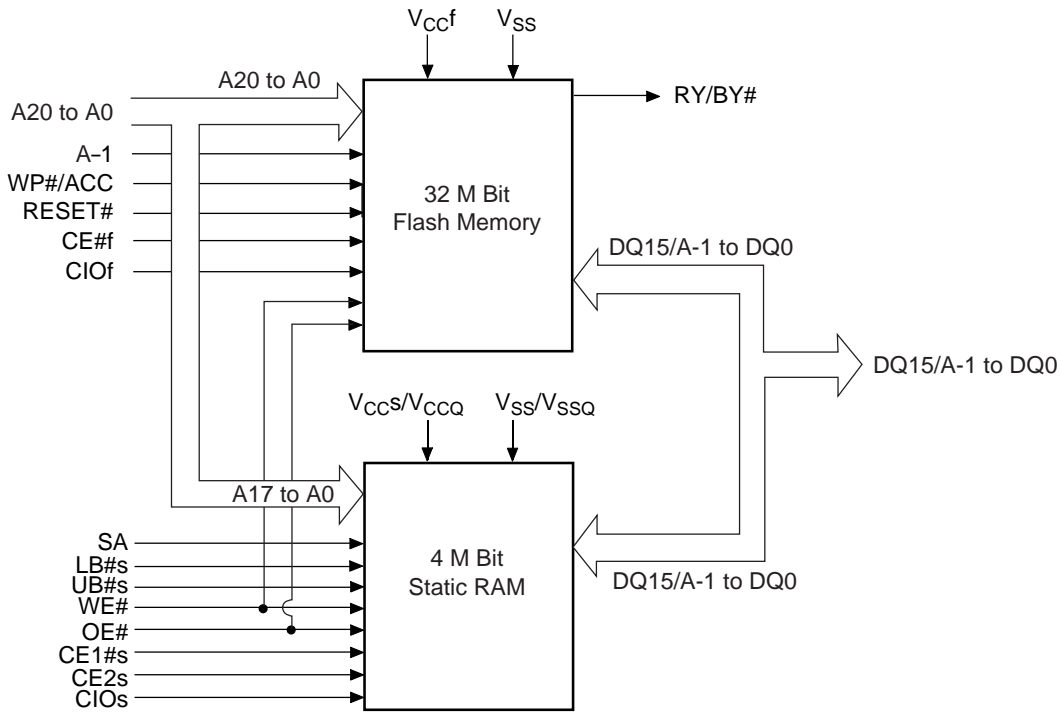 VCCf
VSS
A20 to A0
A20 to A0
RY/BY#
A–1
WP#/ACC
RESET#
CE#f
CIOf
32 M Bit
Flash Memory
DQ15/A-1 to DQ0
DQ15/A-1 to DQ0
VCCs/VCCQ
VSS/VSSQ
A17 to A0
SA
LB#s
UB#s
WE#
OE#
CE1#s
CE2s
CIOs
4 M Bit
Static RAM
DQ15/A-1 to DQ0